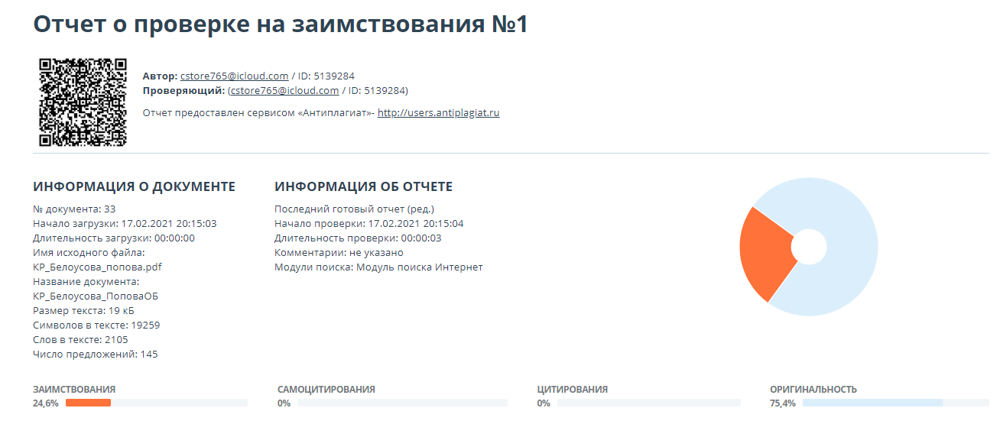 Отчет о проверке на заимствования №1
Автор: cstore765@icloud.com / ID: 5139284
Проверяющий: (cstore765@icloud.com / ID: 5139284)
Отчет предоставлен сервисом «Антиплагиат»- http://users.antiplagiat.ru
ИНФОРМАЦИЯ О ДОКУМЕНТЕ
№ документа: 33
Начало загрузки: 17.02.2021 20:15:03
Длительность загрузки: 00:00:00
Имя исходного файла:
КР_Белоусова_попова.pdf
Название документа:
КР_Белоусова_ПоповаОБ
Размер текста: 19 кБ
Символов в тексте: 19259
Слов в тексте: 2105
Число предложений: 145
ИНФОРМАЦИЯ ОБ ОТЧЕТЕ
Последний готовый отчет (ред.)
Начало проверки: 17.02.2021 20:15:04
Длительность проверки: 00:00:03
Комментарии: не указано
Модули поиска: Модуль поиска Интернет
ЗАИМСТВОВАНИЯ
24,6%
САМОЦИТИРОВАНИЯ
0%
ЦИТИРОВАНИЯ
0%
ОРИГИНАЛЬНОСТЬ
75,4%